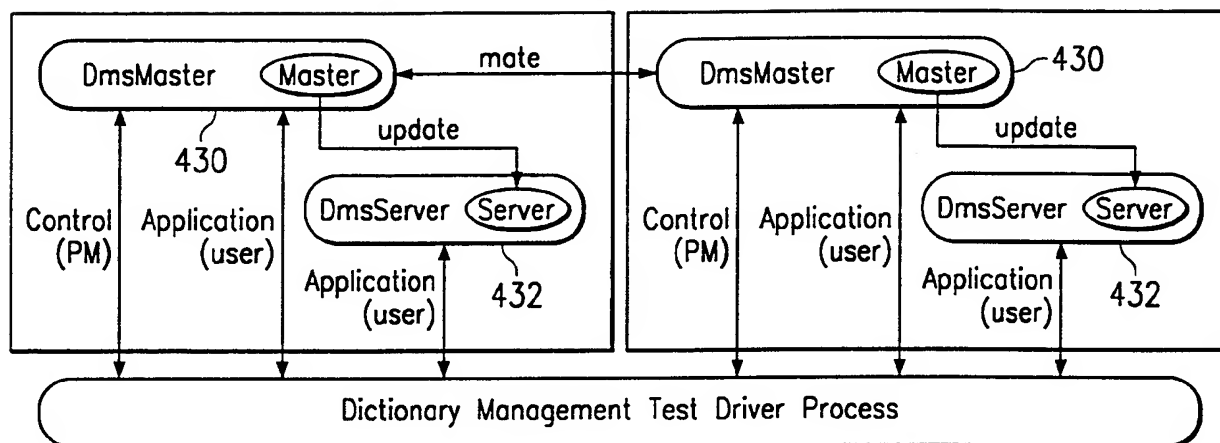 DmsMaster Master
mate
DmsMaster Master
430
430
update
update
DmsServer Server
DmsServer Server
Control
(PM)
Application
(user)
Control
(PM)
Application
(user)
432
432
Application
(user)
Application
(user)
Dictionary Management Test Driver Process